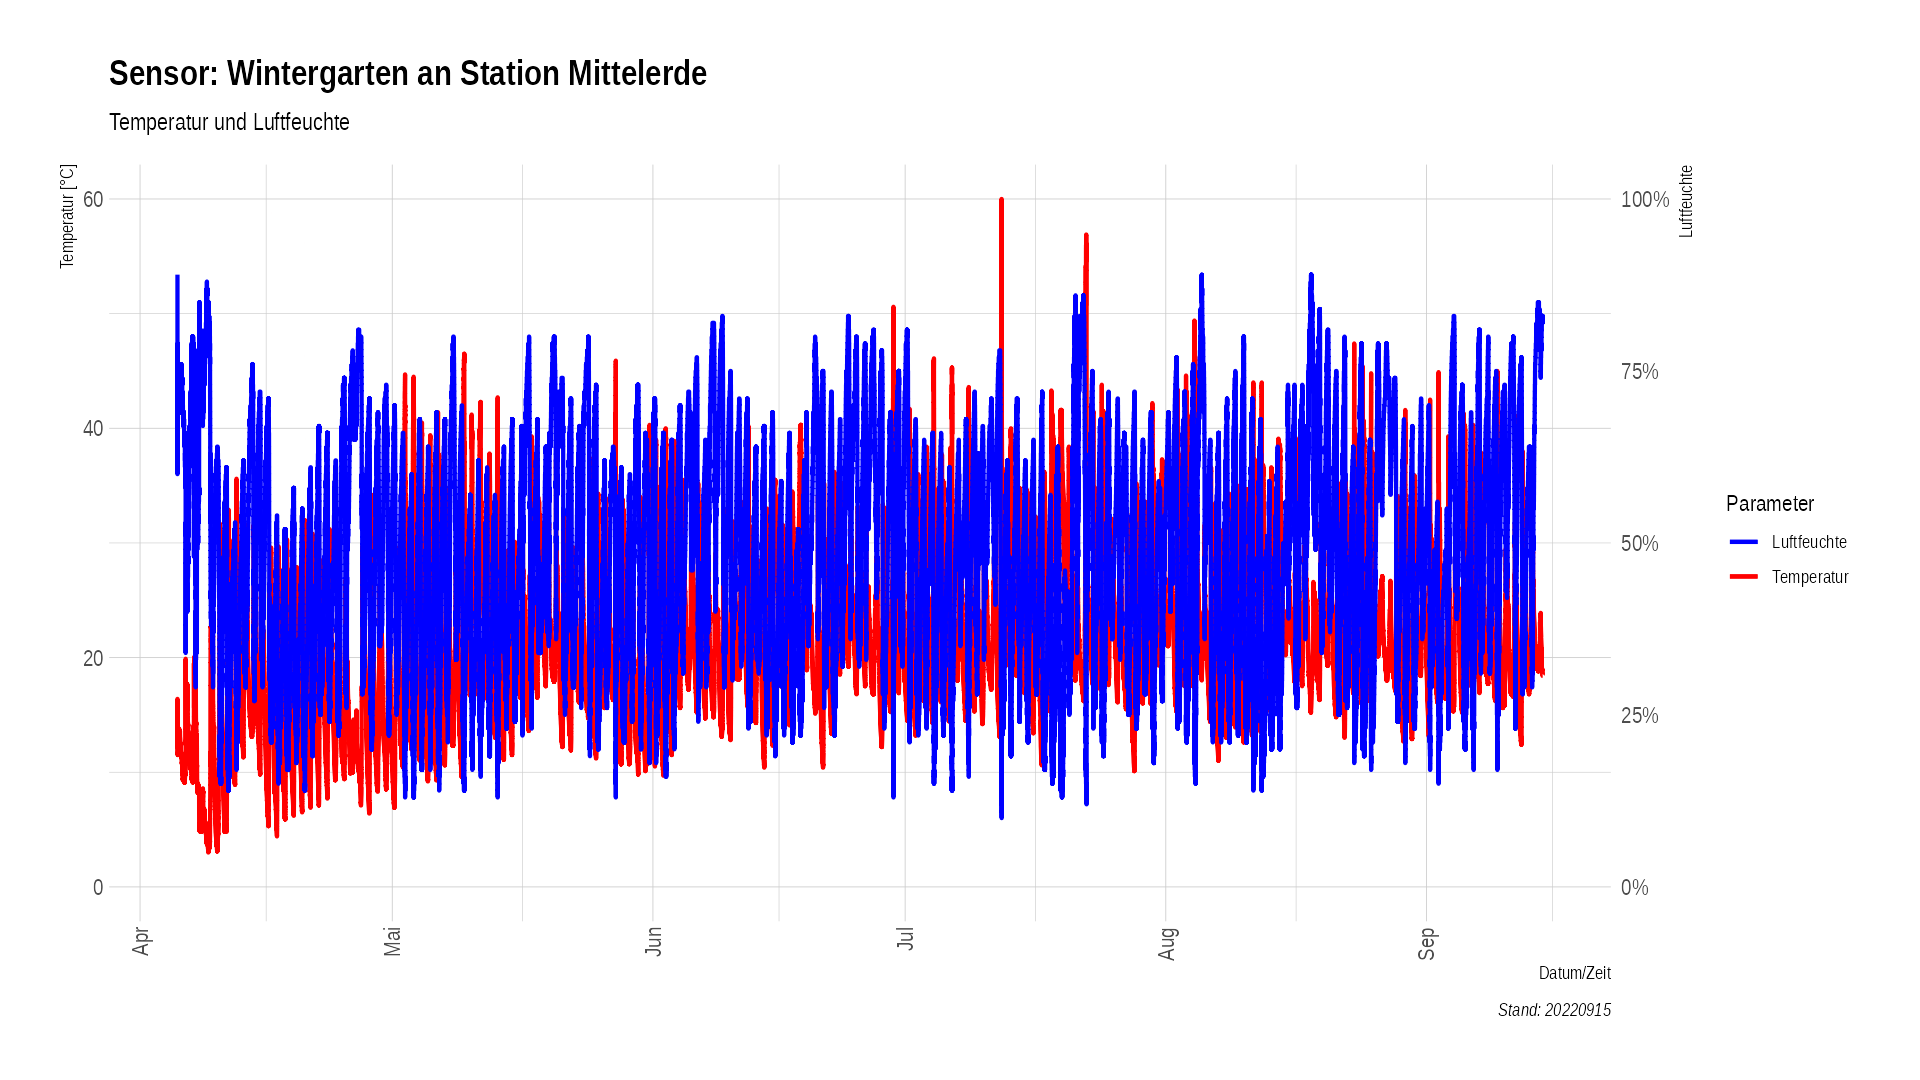 Sensor: Wintergarten an Station Mittelerde
Temperatur und Luftfeuchte
Temperatur [°C]
60
40
20
0
100%
75%
50%
25%
0%
Luftfeuchte
Parameter
Luftfeuchte
Temperatur
Apr
Mai
Jun
Jul
Aug
Sep
Datum/Zeit
Stand: 20220915